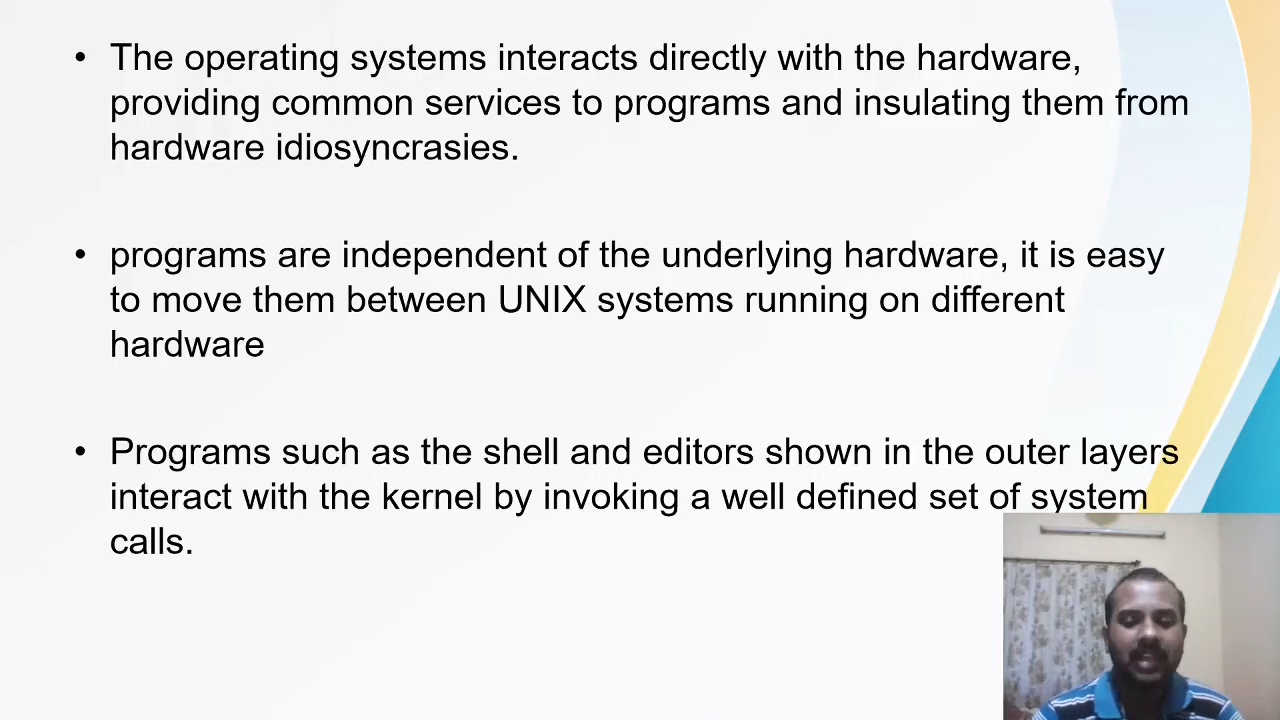 • The operating systems interacts directly with the hardware,
providing common services to programs and insulating them from
hardware idiosyncrasies.
• programs are independent of the underlying hardware, it is easy
to move them between UNIX systems running on different
hardware
• Programs such as the shell and editors shown in the outer layers
interact with the kernel by invoking a well defined set of system
calls.